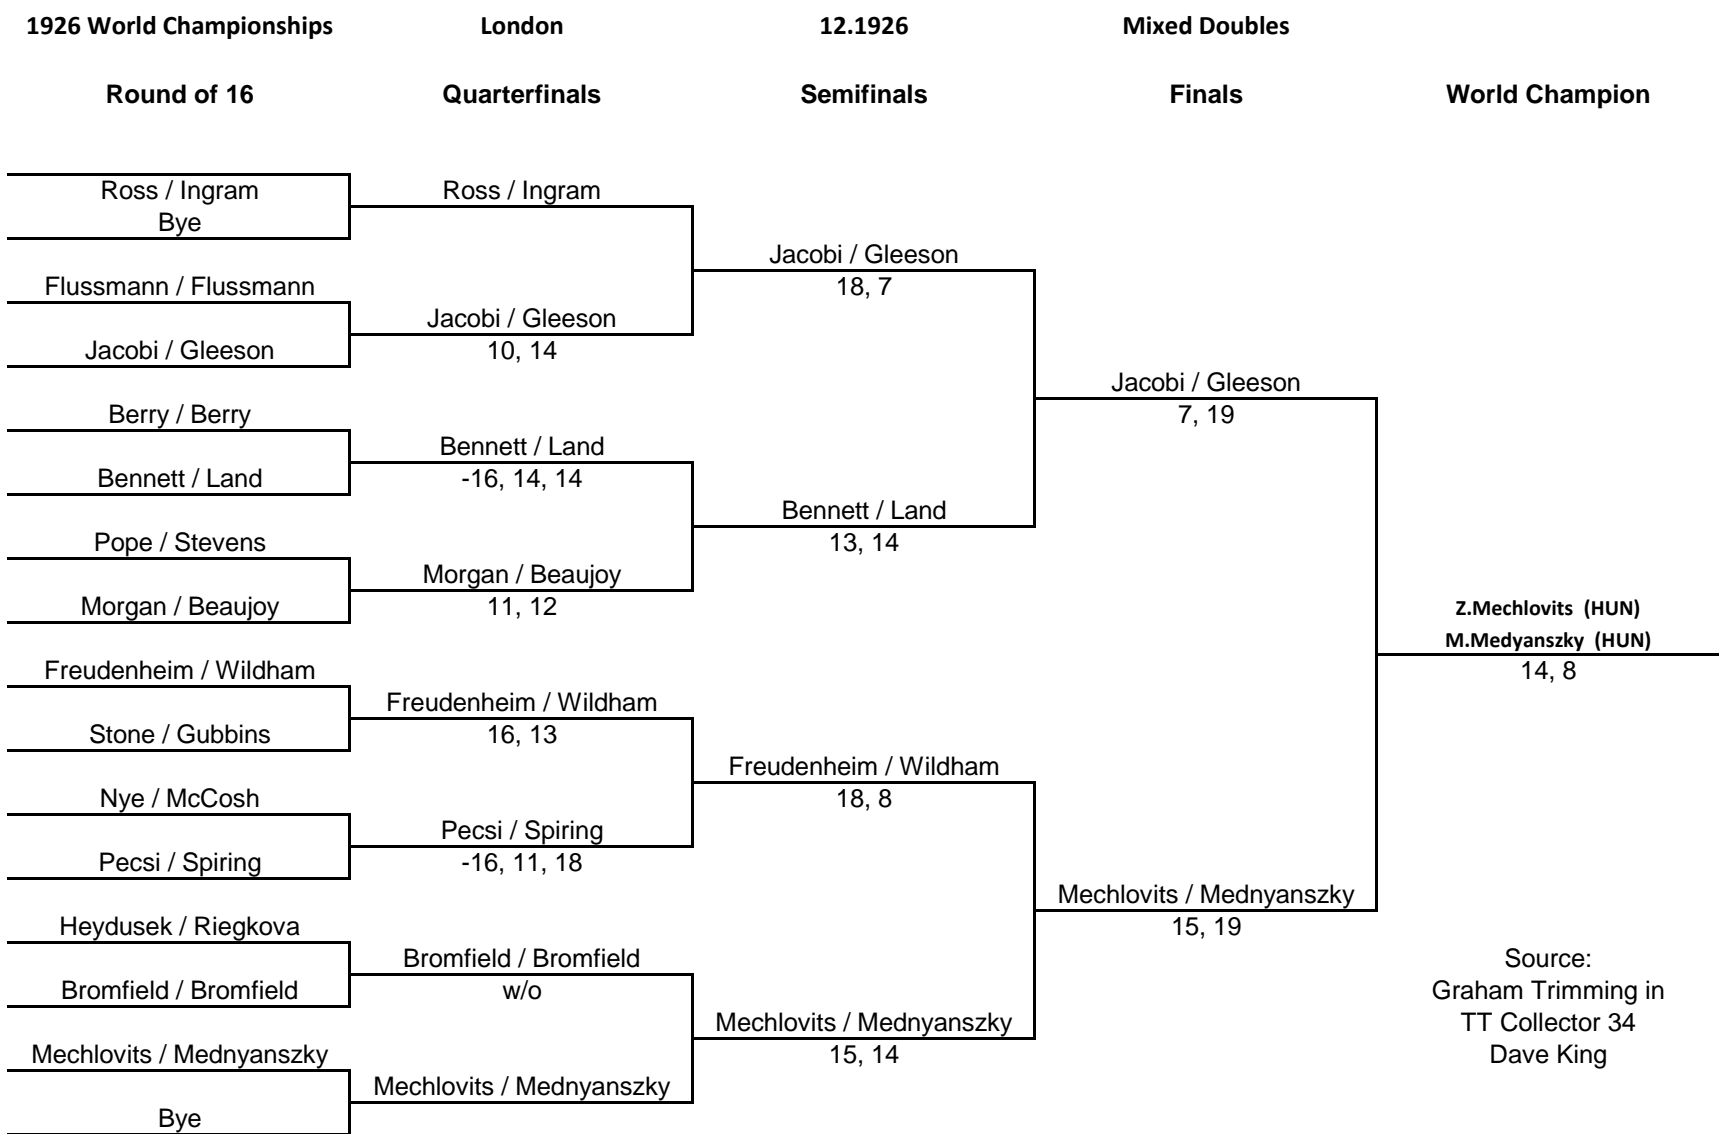 1926 World Championships London 12.1926 Mixed Doubles
Round of 16 Quarterfinals Semifinals Finals World Champion
Ross / Ingram Ross / Ingram
Bye
Jacobi / Gleeson
Flussmann / Flussmann 18, 7
Jacobi / Gleeson
Jacobi / Gleeson 10, 14
Jacobi / Gleeson
Berry / Berry 7, 19
Bennett / Land
Bennett / Land -16, 14, 14
Bennett / Land
Pope / Stevens 13, 14
Morgan / Beaujoy
Morgan / Beaujoy 11, 12 Z.Mechlovits (HUN)
M.Medyanszky (HUN)
Freudenheim / Wildham 14, 8
Freudenheim / Wildham
Stone / Gubbins 16, 13
Freudenheim / Wildham
Nye / McCosh 18, 8
Pecsi / Spiring
Pecsi / Spiring -16, 11, 18
Mechlovits / Mednyanszky
Heydusek / Riegkova 15, 19
Bromfield / Bromfield Source:
Bromfield / Bromfield w/o Graham Trimming in
Mechlovits / Mednyanszky TT Collector 34
Mechlovits / Mednyanszky 15, 14 Dave King
Mechlovits / Mednyanszky
Bye